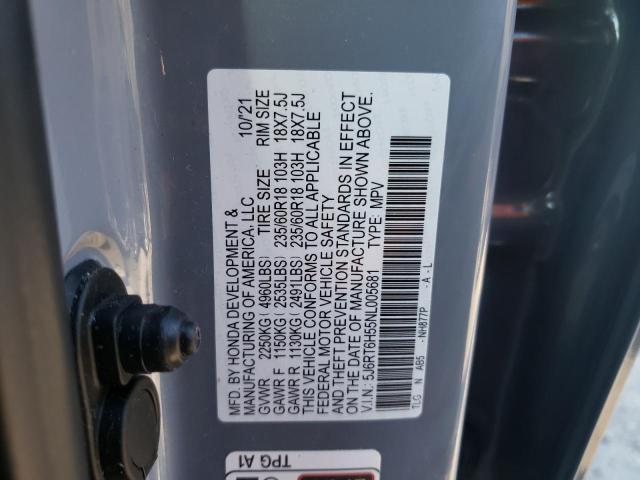 MFD. BY HONDA DEVELOPMENT &
MANUFACTURING OF AMERICA, LLC 10/'21
GVWR 2250KG( 4960LBS) TIRE SIZE RIM SIZE
GAWR F 1150KG( 2535LBS) 235/60R18 103H 18X7.5J
GAWR R 1130KG( 2491LBS) 235/60R18 103H 18X7.5J
THIS VEHICLE CONFORMS TO ALL APPLICABLE
FEDERAL MOTOR VEHICLE SAFETY
AND THEFT PREVENTION STANDARDS IN EFFECT
ON THE DATE OF MANUFACTURE SHOWN ABOVE.
V.I.N.: 5J6RT6H55NL005681 TYPE: MPV
TLG N AB5 -NH877P -A -L
TPG A1